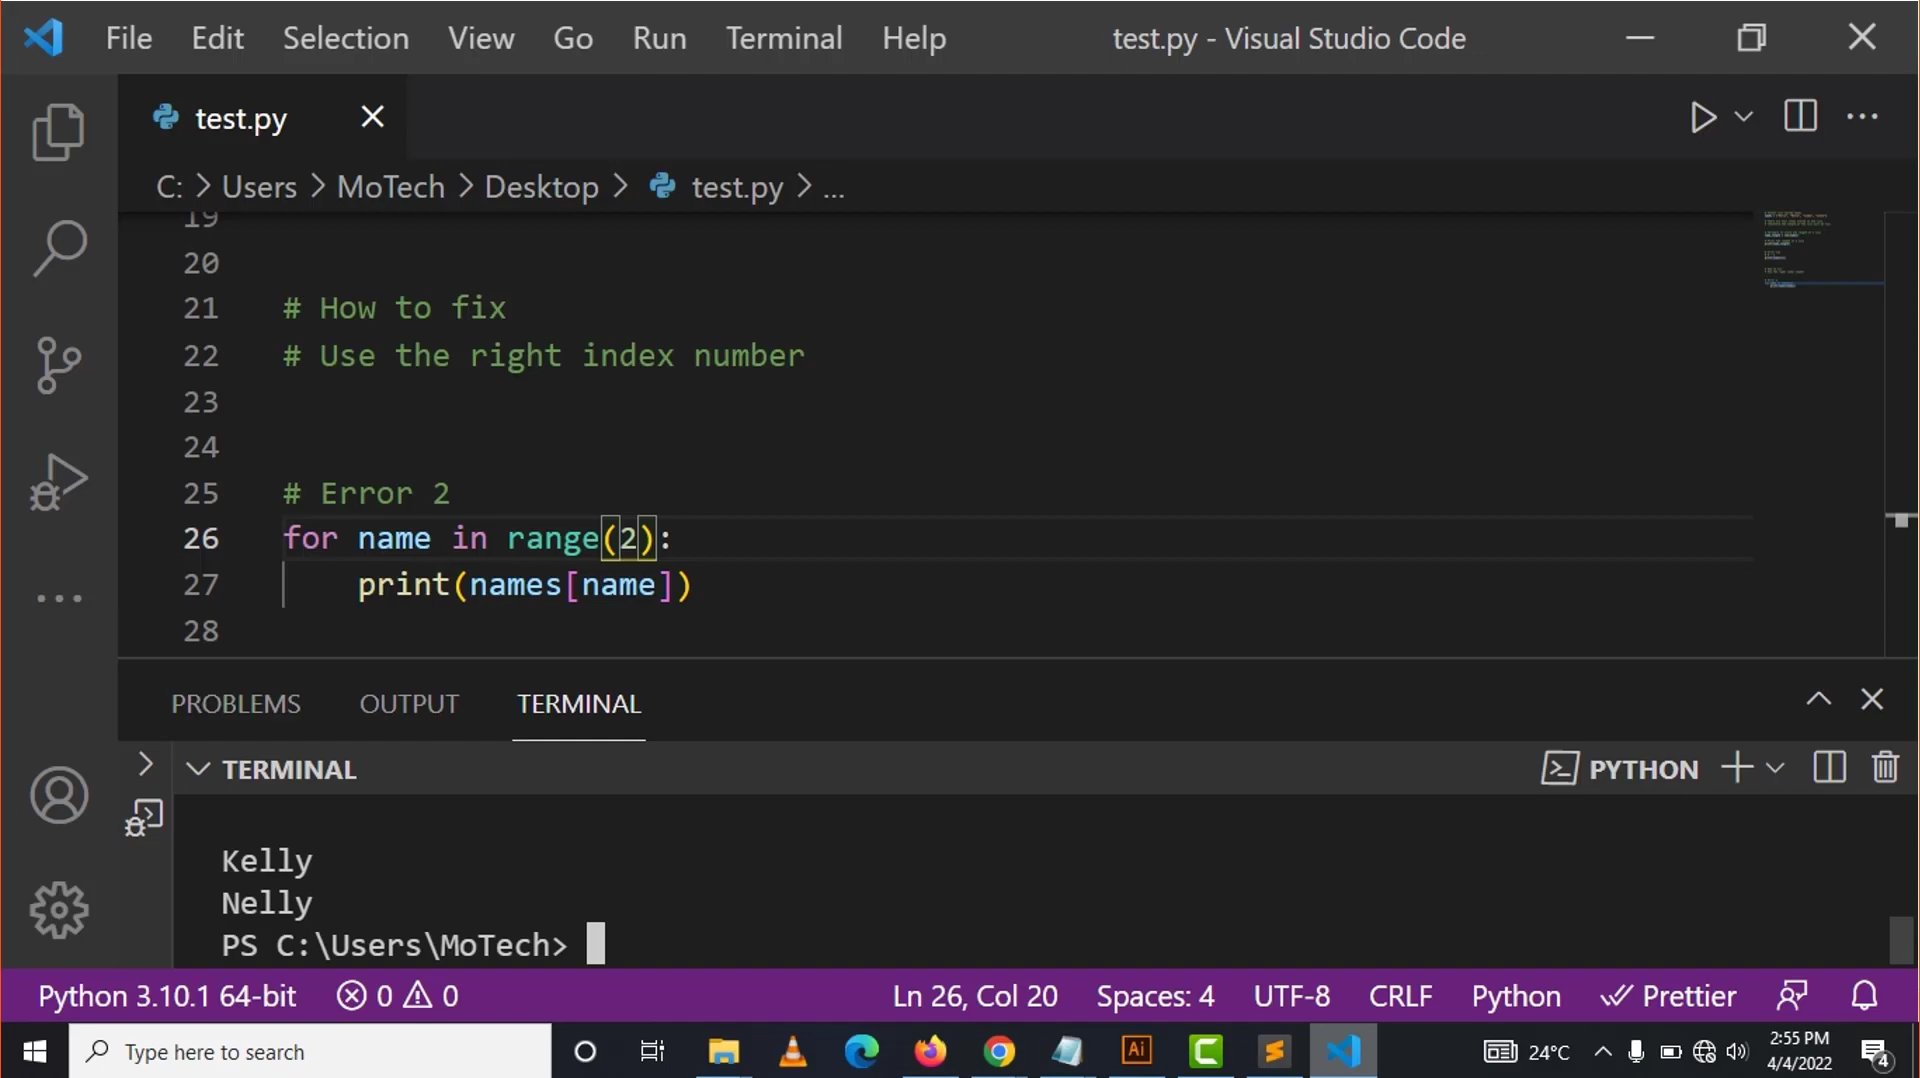 File Edit Selection View Go Run Terminal Help test.py - Visual Studio Code
test.py
C: > Users > MoTech > Desktop > test.py > ...
19
20
21 # How to fix
22 # Use the right index number
23
24
25 # Error 2
26 for name in range(2):
27 print(names[name])
28
PROBLEMS OUTPUT TERMINAL
TERMINAL PYTHON
Kelly
Nelly
PS C:\Users\MoTech>
Python 3.10.1 64-bit 0 0 Ln 26, Col 20 Spaces: 4 UTF-8 CRLF Python Prettier
Type here to search Ai 24°C 2:55 PM
4/4/2022 4